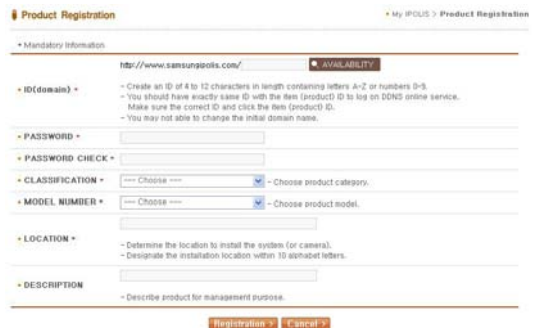 Product Registration
• My iPOLiS > Product Registration
• Mandatory Information
http://www.samsungipolis.com/ AVAILABILITY
• ID(domain) •
- Create an ID of 4 to 12 characters in length containing letters A-Z or numbers 0-9.
- You should have exactly same ID with the item (product) ID to log on DDNS online service.
Make sure the correct ID and click the item (product) ID.
- You may not able to change the initial domain name.
• PASSWORD •
• PASSWORD CHECK •
• CLASSIFICATION • ---- Choose ---- - Choose product category.
• MODEL NUMBER • ---- Choose ---- - Choose product model.
• LOCATION •
- Determine the location to install the system (or camera).
- Designate the installation location within 10 alphabet letters.
• DESCRIPTION
- Describe product for management purpose.
Registration > Cancel >